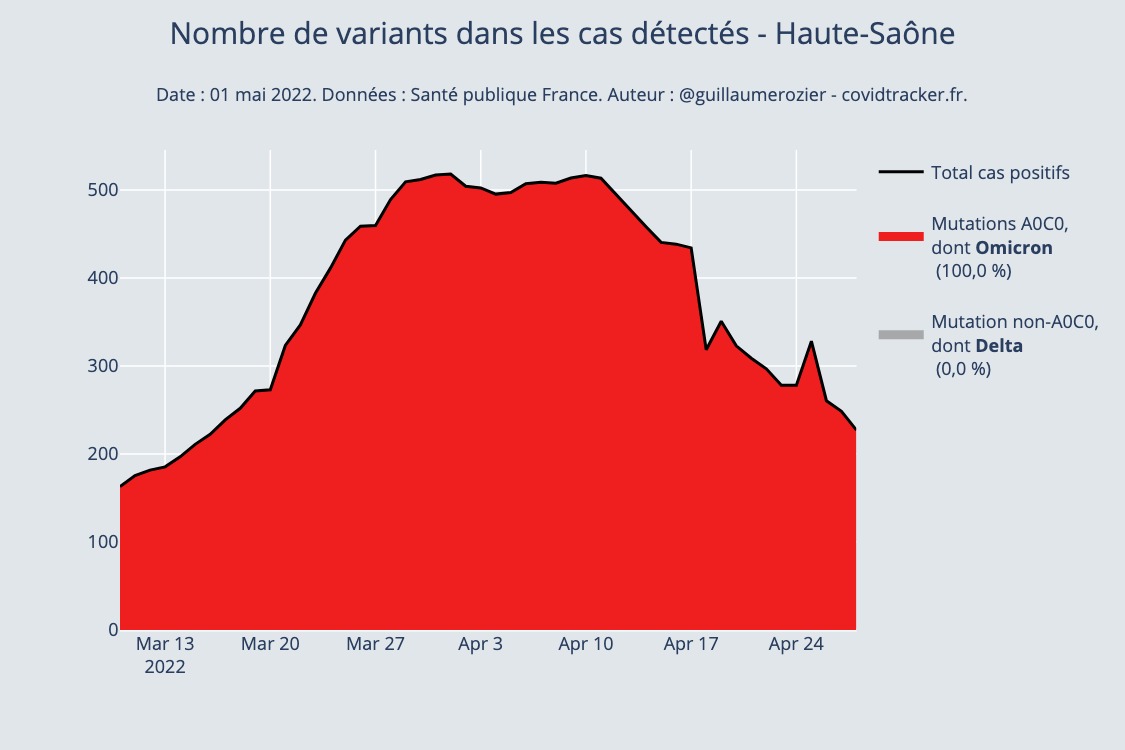 Nombre de variants dans les cas détectés - Haute-Saône
Date : 01 mai 2022. Données : Santé publique France. Auteur : @guillaumerozier - covidtracker.fr.
500
400
300
200
100
0
Mar 13
2022
Mar 20
Mar 27
Apr 3
Apr 10
Apr 17
Apr 24
Total cas positifs
Mutations A0C0,
dont Omicron
(100,0 %)
Mutation non-A0C0,
dont Delta
(0,0 %)